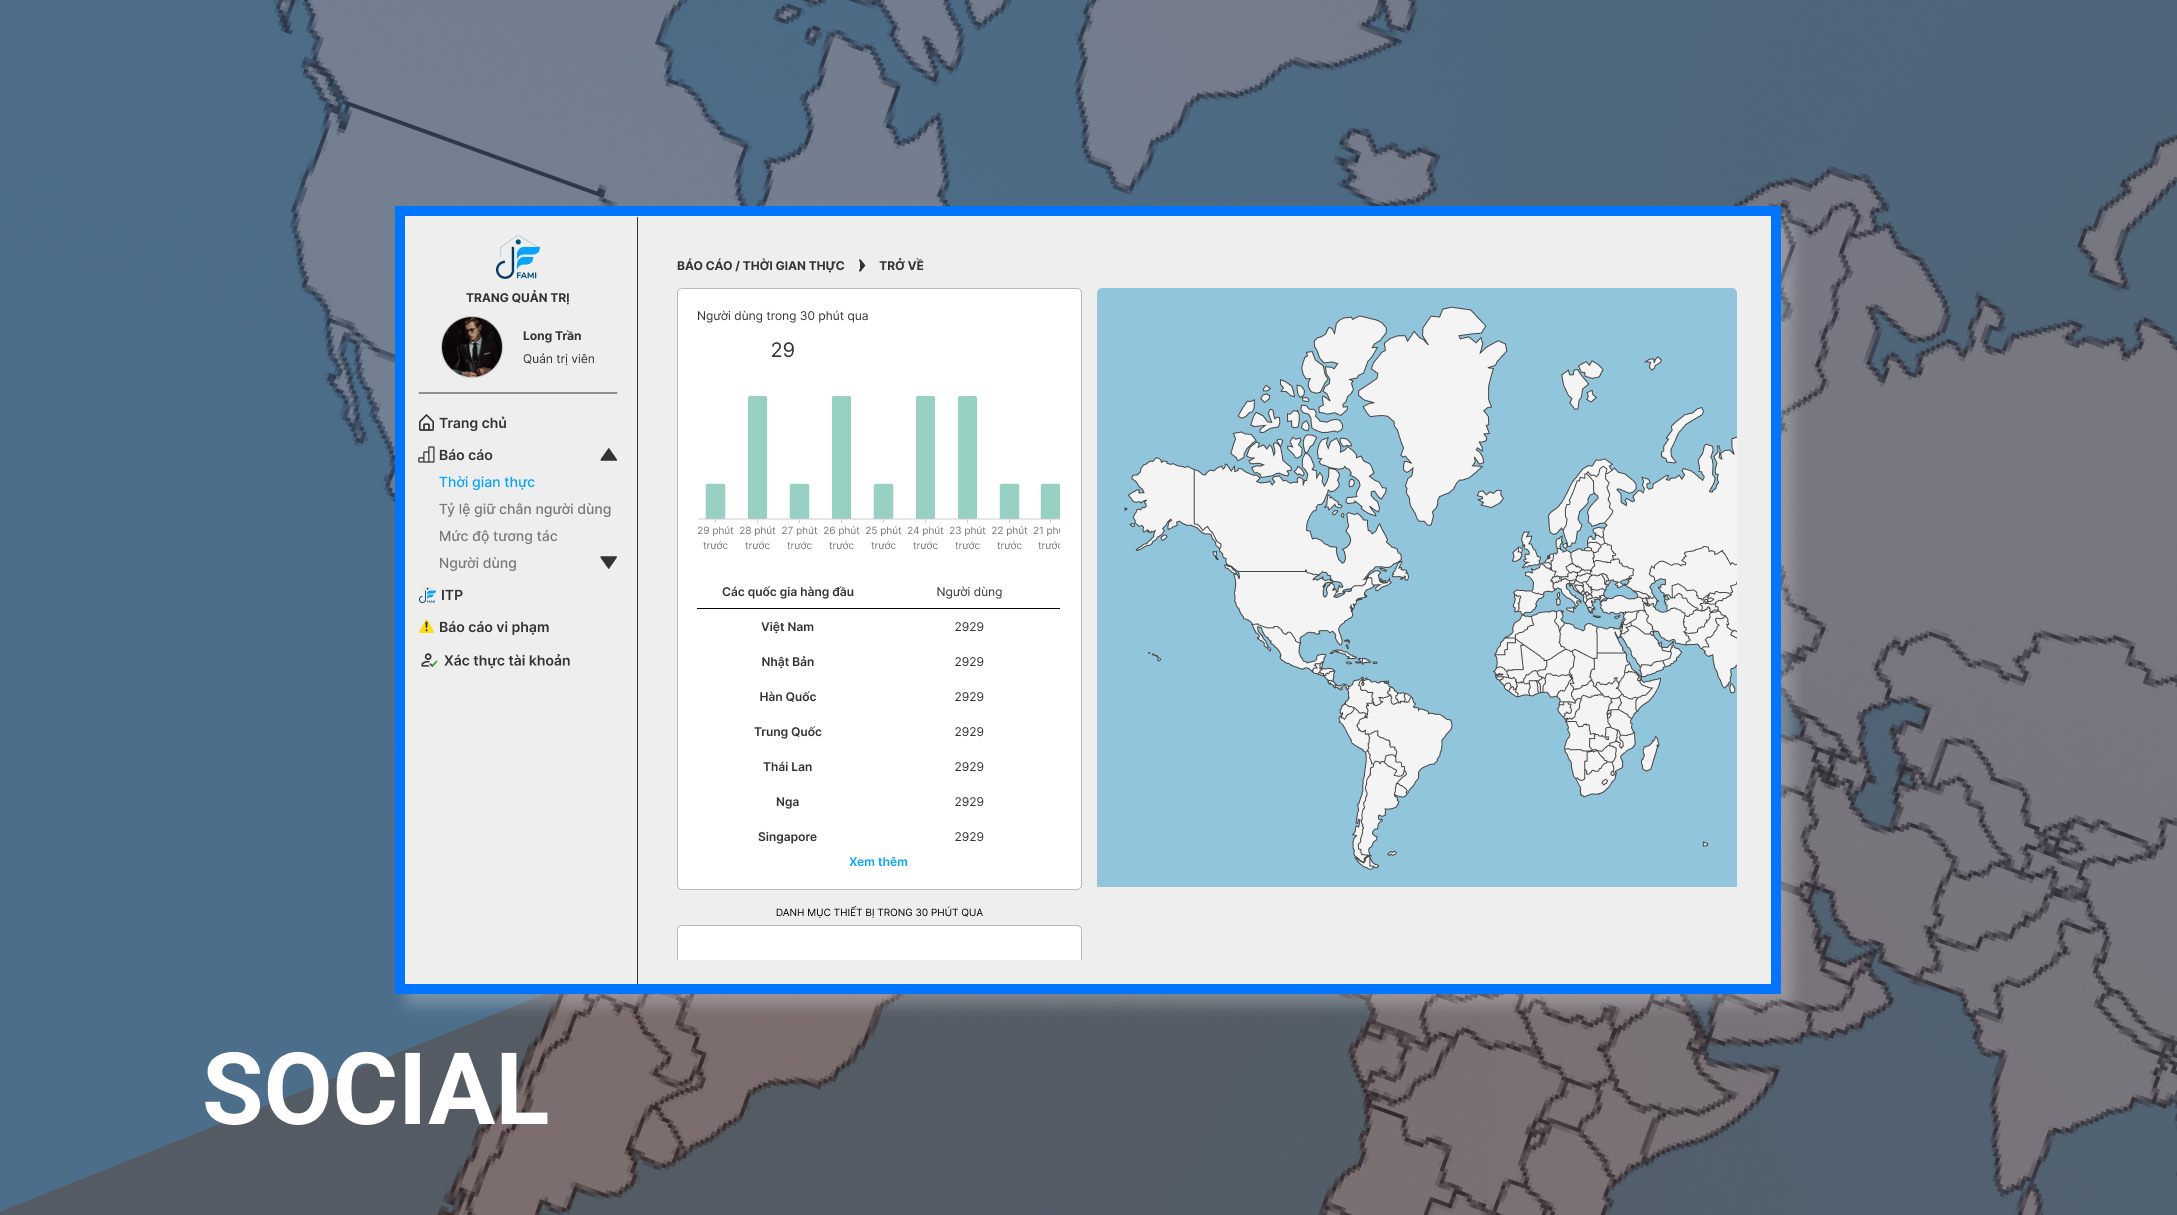 FAMI
TRANG QUẢN TRỊ
Long Trần
Quản trị viên
Trang chủ
Báo cáo
Thời gian thực
Tỷ lệ giữ chân người dùng
Mức độ tương tác
Người dùng
ITP
Báo cáo vi phạm
Xác thực tài khoản
BÁO CÁO / THỜI GIAN THỰC
TRỞ VỀ
Người dùng trong 30 phút qua
29
29 phút trước
28 phút trước
27 phút trước
26 phút trước
25 phút trước
24 phút trước
23 phút trước
22 phút trước
21
Các quốc gia hàng đầu Người dùng
Việt Nam 2929
Nhật Bản 2929
Hàn Quốc 2929
Trung Quốc 2929
Thái Lan 2929
Nga 2929
Singapore 2929
Xem thêm
DANH MỤC THIẾT BỊ TRONG 30 PHÚT QUA
SOCIAL